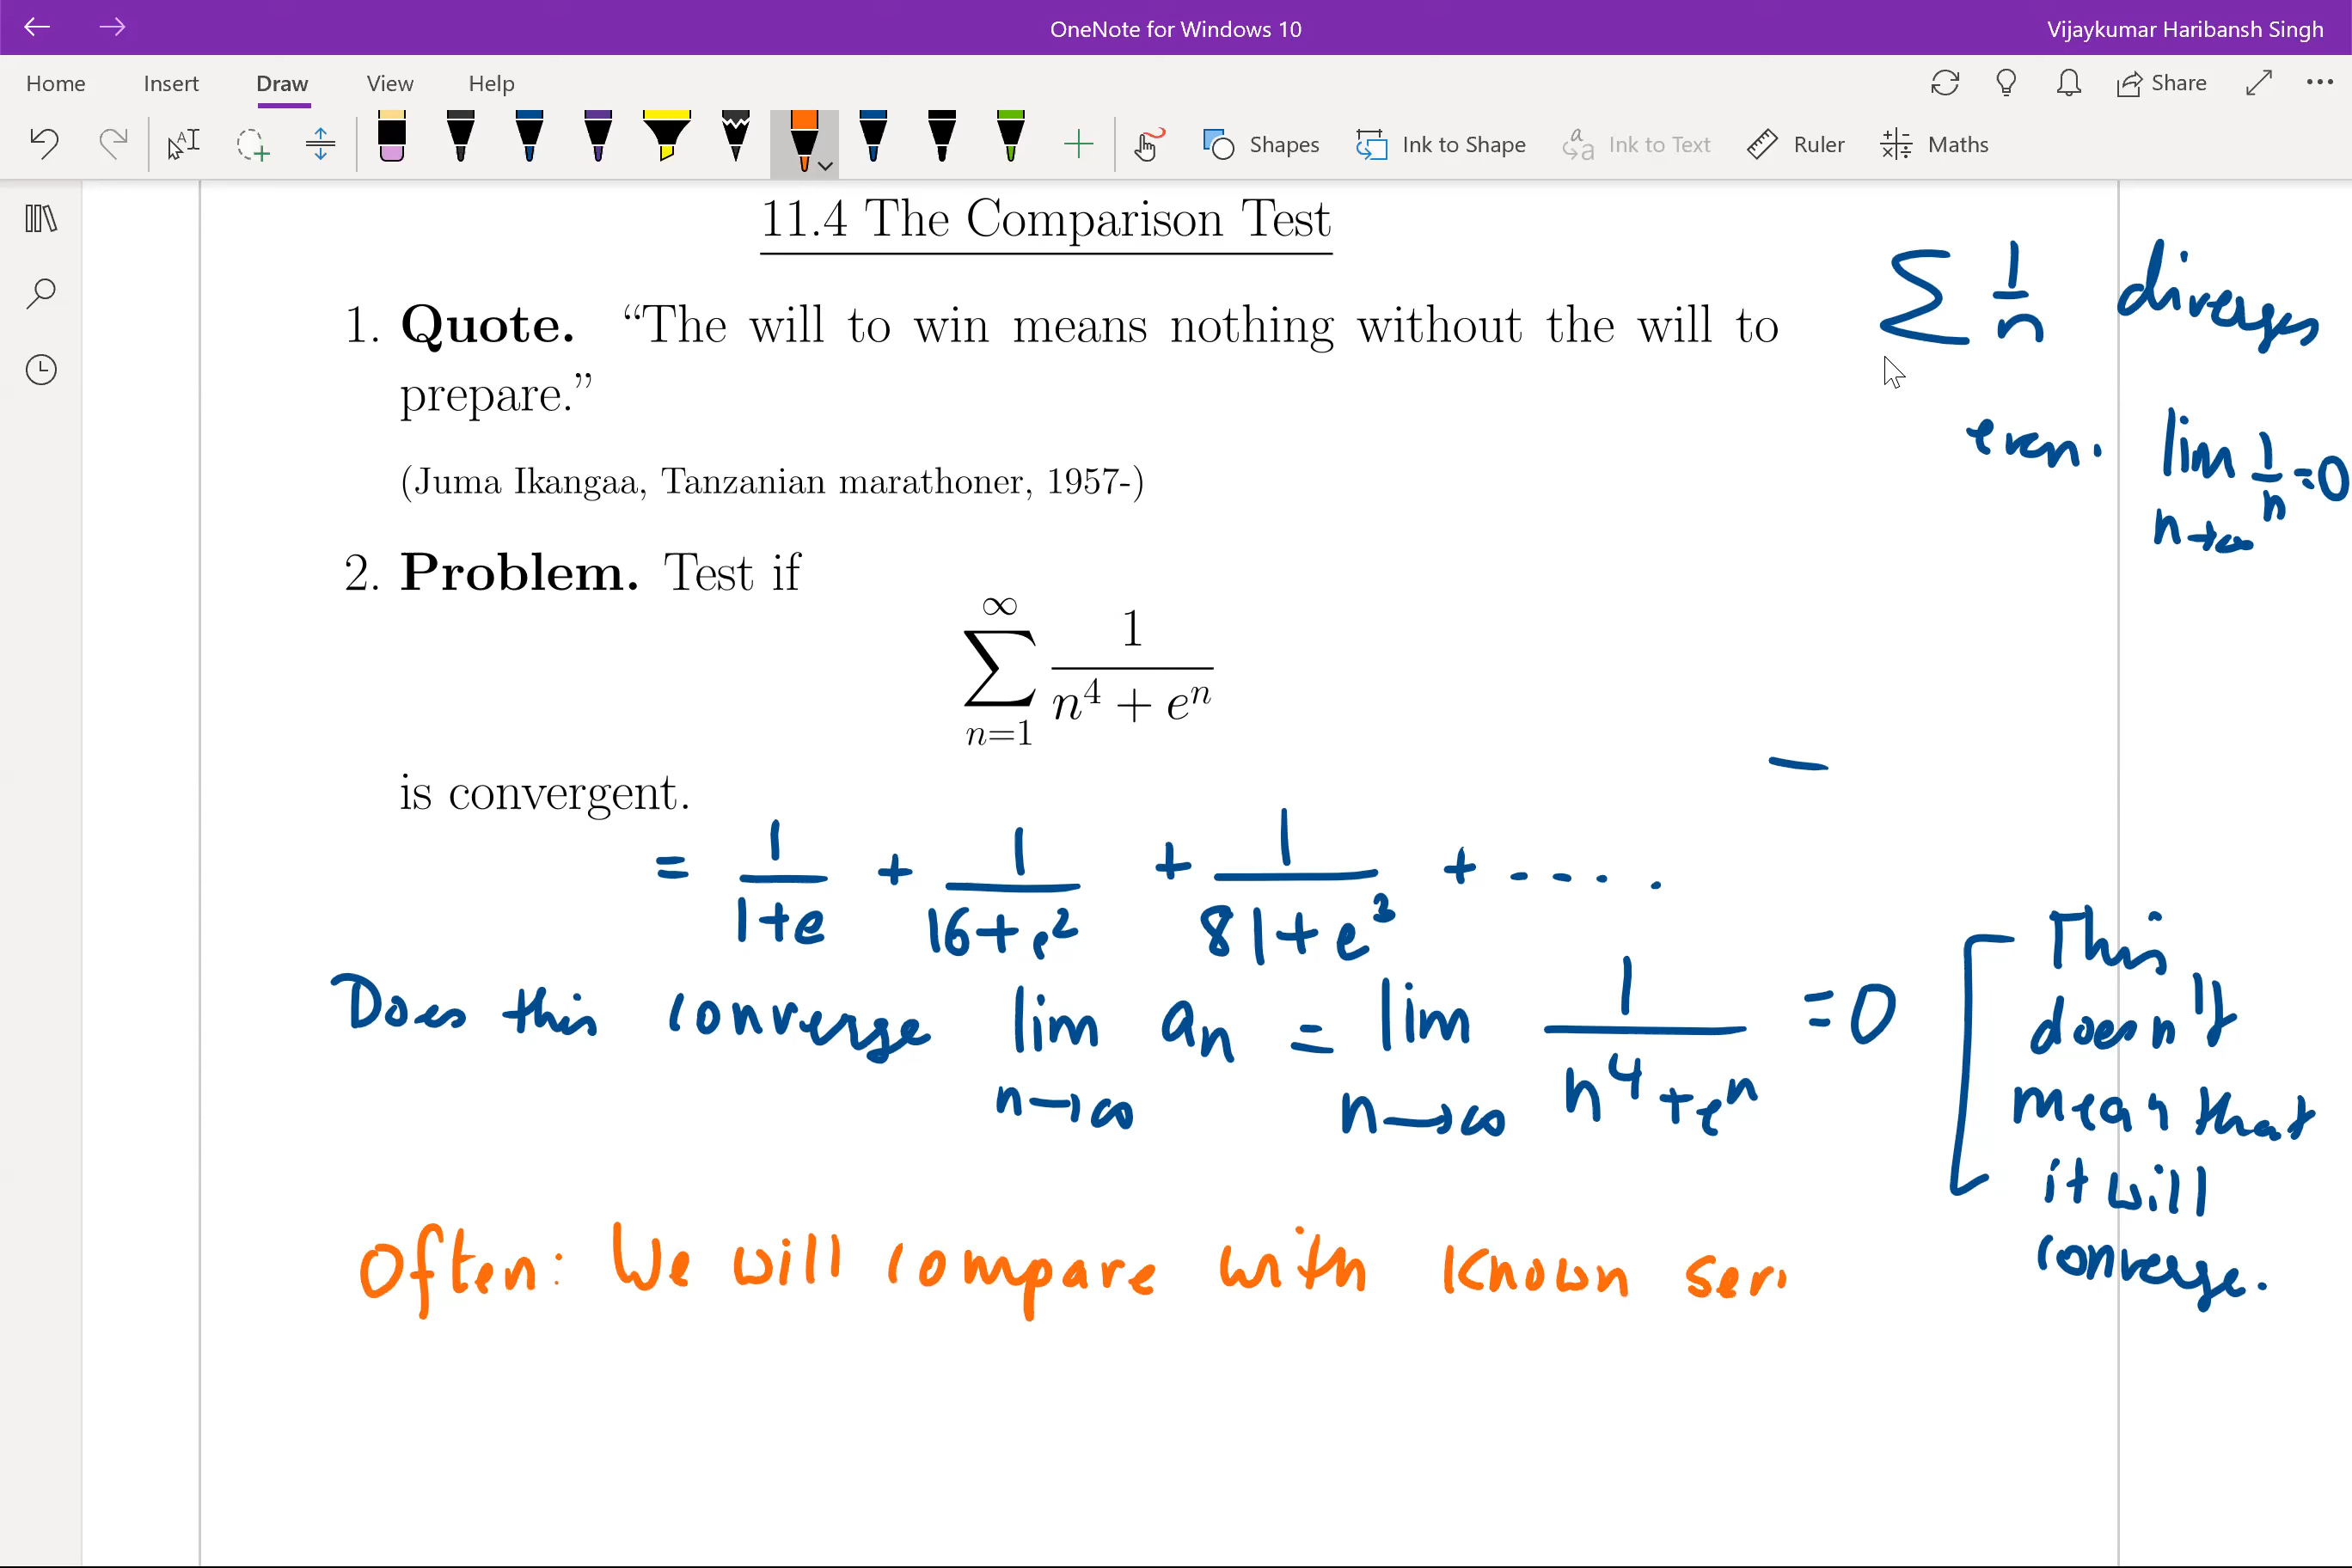 OneNote for Windows 10
Vijaykumar Haribansh Singh
Home Insert Draw View Help
Share
Shapes Ink to Shape Ink to Text Ruler Maths
11.4 The Comparison Test
1. Quote. “The will to win means nothing without the will to
prepare.”
(Juma Ikangaa, Tanzanian marathoner, 1957-)
∑ 1/n diverges
even. lim n→∞ 1/n = 0
2. Problem. Test if
∑_{n=1}^{∞} 1/(n^4 + e^n)
is convergent.
= 1/(1+e) + 1/(16+e^2) + 1/(81+e^3) + ....
Does this converge lim n→∞ a_n = lim n→∞ 1/(n^4+e^n) = 0
This
doesn't
mean that
it will
converge.
Often: We will compare with known seri